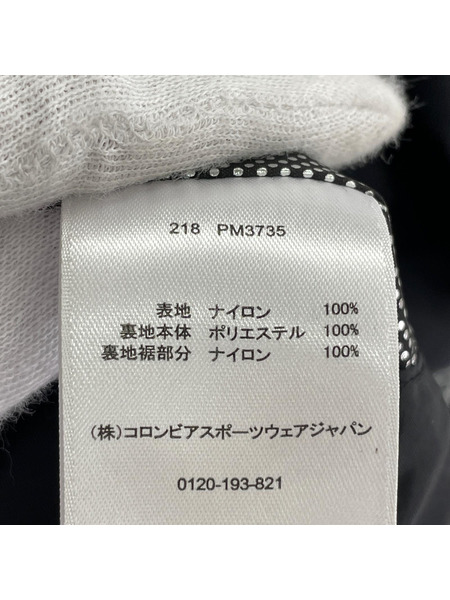 218 PM3735
表地 ナイロン 100%
裏地本体 ポリエステル 100%
裏地裾部分 ナイロン 100%
(株)コロンビアスポーツウェアジャパン
0120-193-821